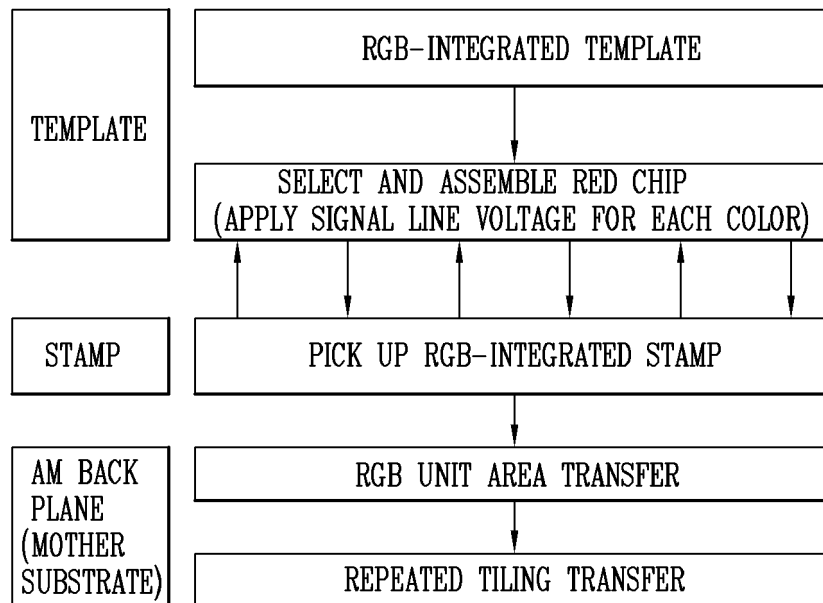 TEMPLATE
RGB-INTEGRATED TEMPLATE
SELECT AND ASSEMBLE RED CHIP
(APPLY SIGNAL LINE VOLTAGE FOR EACH COLOR)
STAMP
PICK UP RGB-INTEGRATED STAMP
AM BACK
PLANE
(MOTHER
SUBSTRATE)
RGB UNIT AREA TRANSFER
REPEATED TILING TRANSFER